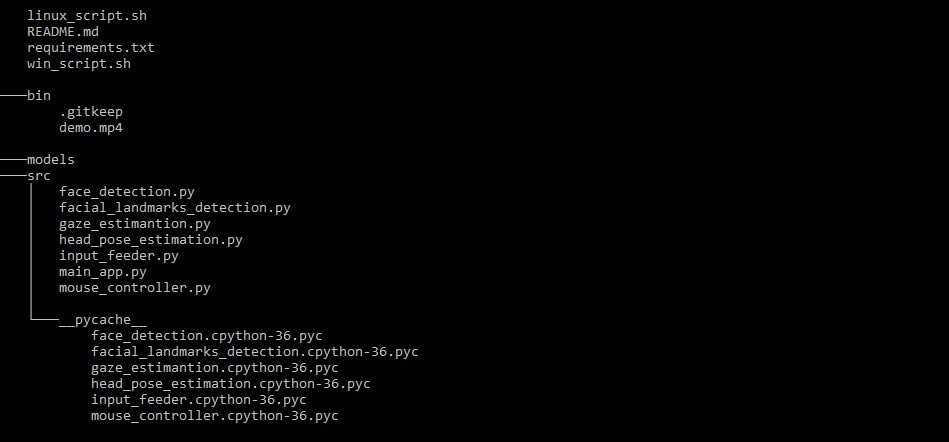 linux_script.sh
README.md
requirements.txt
win_script.sh
bin
.gitkeep
demo.mp4
models
src
face_detection.py
facial_landmarks_detection.py
gaze_estimantion.py
head_pose_estimation.py
input_feeder.py
main_app.py
mouse_controller.py
__pycache__
face_detection.cpython-36.pyc
facial_landmarks_detection.cpython-36.pyc
gaze_estimantion.cpython-36.pyc
head_pose_estimation.cpython-36.pyc
input_feeder.cpython-36.pyc
mouse_controller.cpython-36.pyc